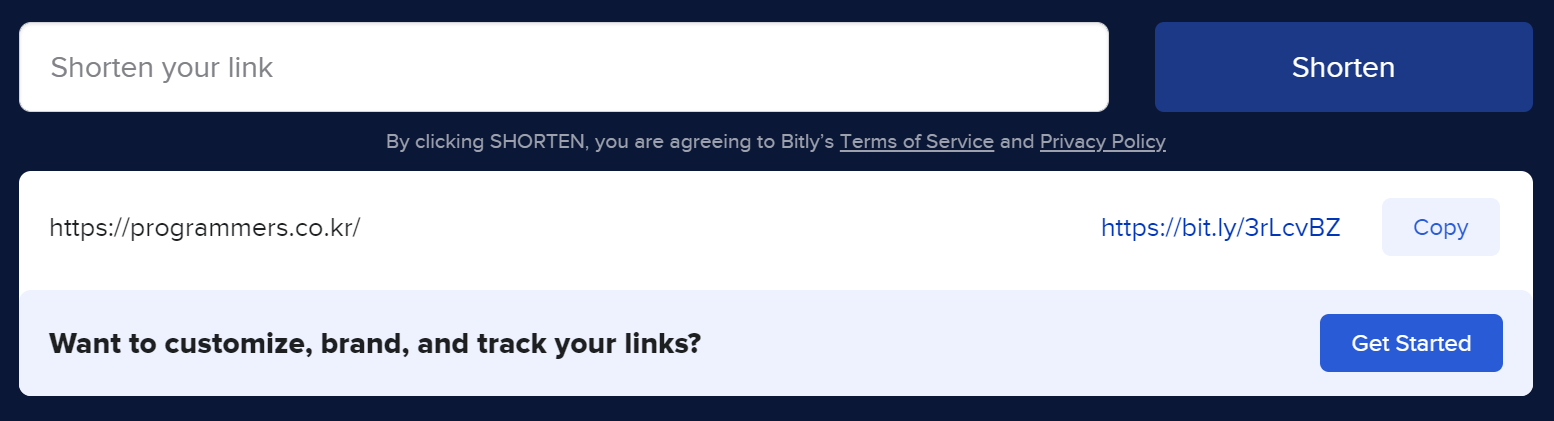 Shorten your link
Shorten
By clicking SHORTEN, you are agreeing to Bitly’s Terms of Service and Privacy Policy
https://programmers.co.kr/
https://bit.ly/3rLcvBZ
Copy
Want to customize, brand, and track your links?
Get Started